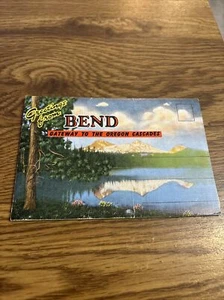 Greetings
from
BEND
GATEWAY TO THE OREGON CASCADES